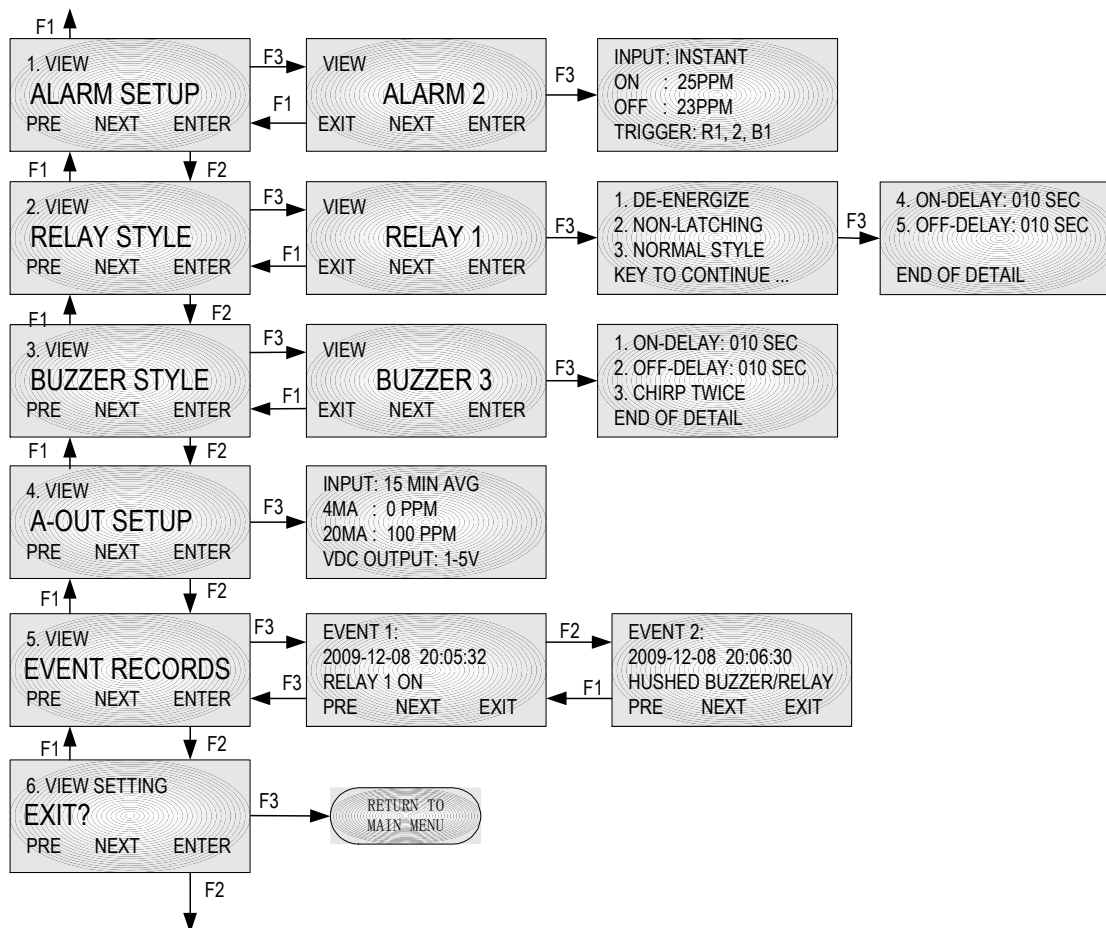 F1
1. VIEW
ALARM SETUP
PRE NEXT ENTER
F3
F1
VIEW
ALARM 2
EXIT NEXT ENTER
F3
INPUT: INSTANT
ON : 25PPM
OFF : 23PPM
TRIGGER: R1, 2, B1
F1
F2
2. VIEW
RELAY STYLE
PRE NEXT ENTER
F3
F1
VIEW
RELAY 1
EXIT NEXT ENTER
F3
1. DE-ENERGIZE
2. NON-LATCHING
3. NORMAL STYLE
KEY TO CONTINUE ...
F3
4. ON-DELAY: 010 SEC
5. OFF-DELAY: 010 SEC
END OF DETAIL
F1
F2
3. VIEW
BUZZER STYLE
PRE NEXT ENTER
F3
F1
VIEW
BUZZER 3
EXIT NEXT ENTER
F3
1. ON-DELAY: 010 SEC
2. OFF-DELAY: 010 SEC
3. CHIRP TWICE
END OF DETAIL
F1
F2
4. VIEW
A-OUT SETUP
PRE NEXT ENTER
F3
INPUT: 15 MIN AVG
4MA : 0 PPM
20MA : 100 PPM
VDC OUTPUT: 1-5V
F1
F2
5. VIEW
EVENT RECORDS
PRE NEXT ENTER
F3
F3
EVENT 1:
2009-12-08 20:05:32
RELAY 1 ON
PRE NEXT EXIT
F2
F1
EVENT 2:
2009-12-08 20:06:30
HUSHED BUZZER/RELAY
PRE NEXT EXIT
F1
F2
6. VIEW SETTING
EXIT?
PRE NEXT ENTER
F3
RETURN TO
MAIN MENU
F2